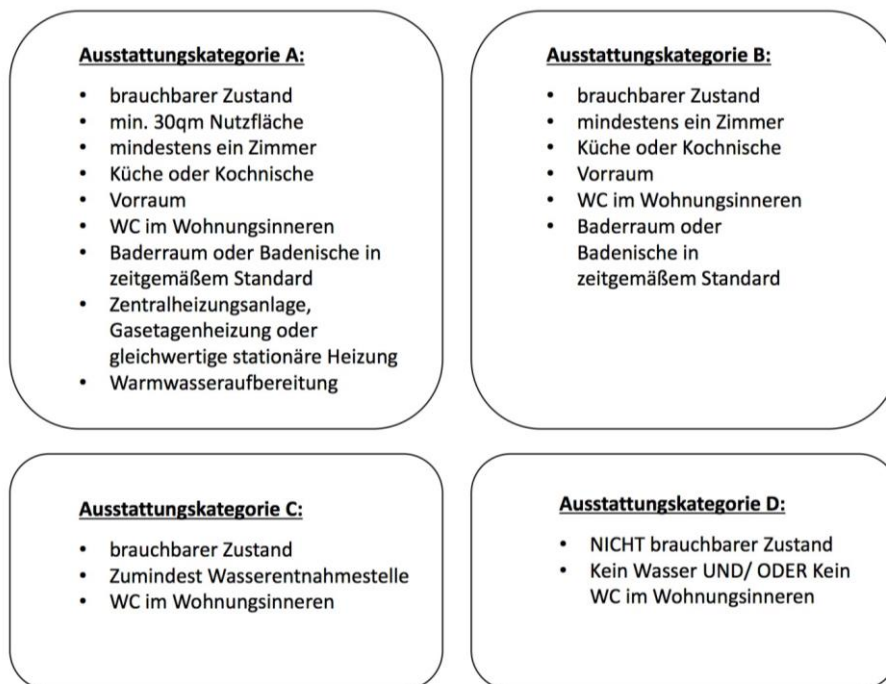 Ausstattungskategorie A:
• brauchbarer Zustand
• min. 30qm Nutzfläche
• mindestens ein Zimmer
• Küche oder Kochnische
• Vorraum
• WC im Wohnungsinneren
• Baderraum oder Badenische in
zeitgemäßem Standard
• Zentralheizungsanlage,
Gasetagenheizung oder
gleichwertige stationäre Heizung
• Warmwasseraufbereitung
Ausstattungskategorie B:
• brauchbarer Zustand
• mindestens ein Zimmer
• Küche oder Kochnische
• Vorraum
• WC im Wohnungsinneren
• Baderraum oder
Badenische in
zeitgemäßem Standard
Ausstattungskategorie C:
• brauchbarer Zustand
• Zumindest Wasserentnahmestelle
• WC im Wohnungsinneren
Ausstattungskategorie D:
• NICHT brauchbarer Zustand
• Kein Wasser UND/ ODER Kein
WC im Wohnungsinneren